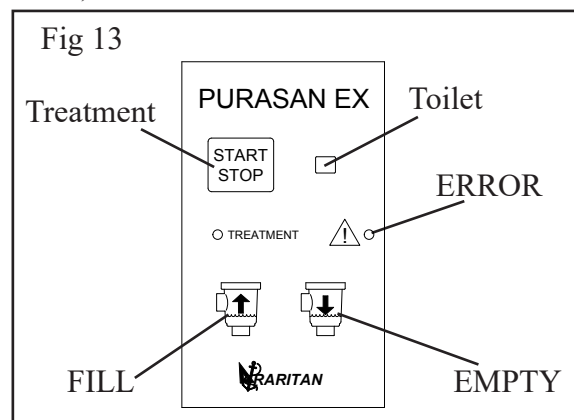 Fig 13
PURASAN EX
Treatment
Toilet
START
STOP
ERROR
TREATMENT
!
FILL
RARITAN
EMPTY